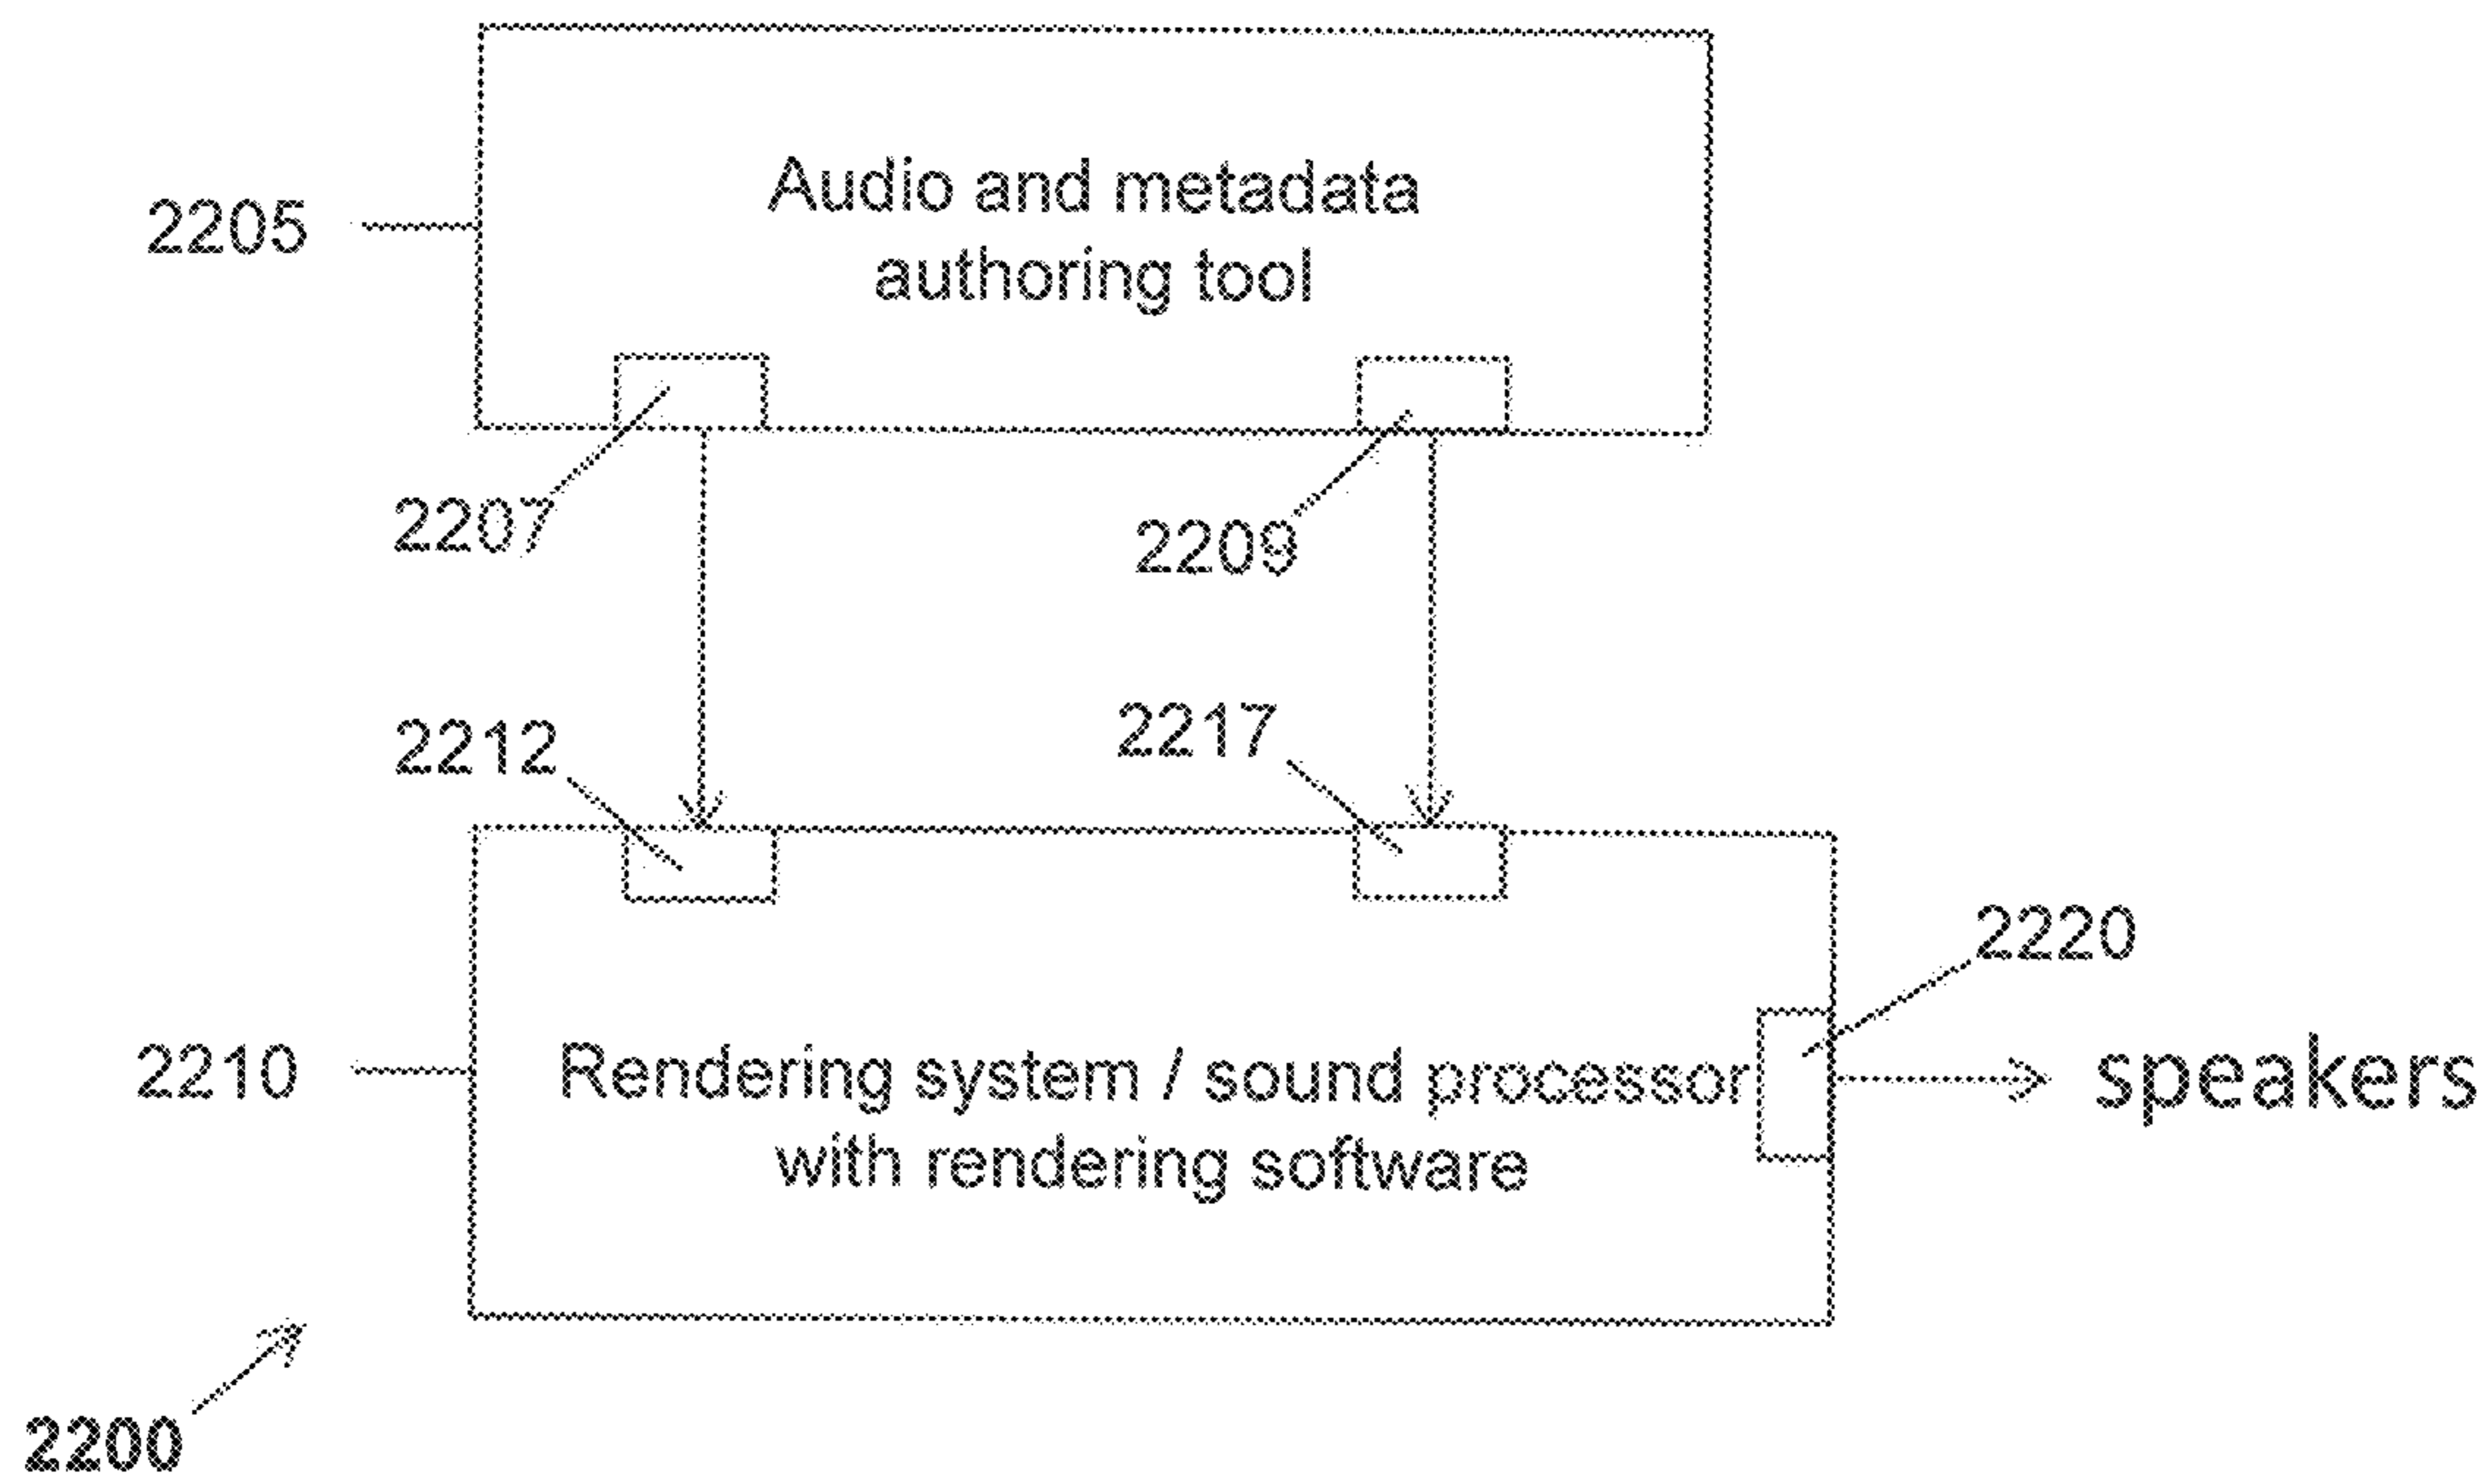 Audio and metadata
authoring tool
2205
2207
2209
2212
2217
2220
2210
Rendering system / sound processor
with rendering software
speakers
2200